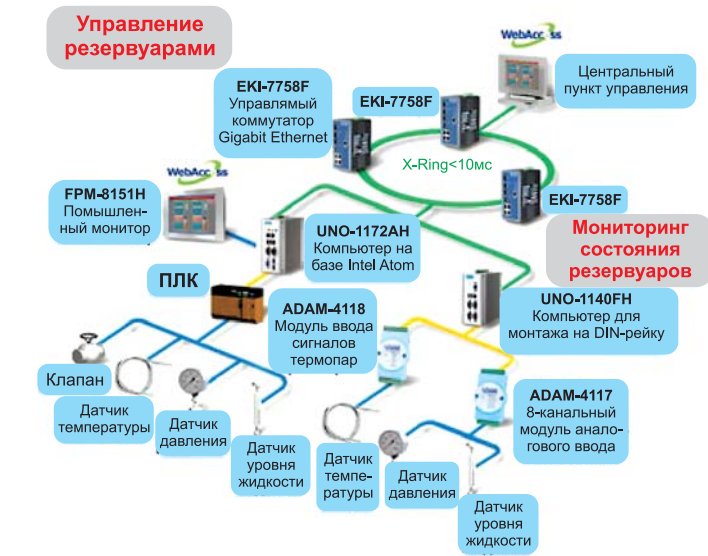 Управление
резервуарами
WebAccess
Центральный
пункт управления
EKI-7758F
Управлямый
коммутатор
Gigabit Ethernet
EKI-7758F
X-Ring<10мс
EKI-7758F
WebAccess
FPM-8151H
Помышлен-
ный монитор
UNO-1172AH
Компьютер на
базе Intel Atom
Мониторинг
состояния
резервуаров
ПЛК
ADAM-4118
Модуль ввода
сигналов
термопар
UNO-1140FH
Компьютер для
монтажа на DIN-рейку
Клапан
Датчик
температуры
Датчик
давления
Датчик
уровня
жидкости
Датчик
темпе-
ратуры
Датчик
давления
ADAM-4117
8-канальный
модуль анало-
гового ввода
Датчик
уровня
жидкости